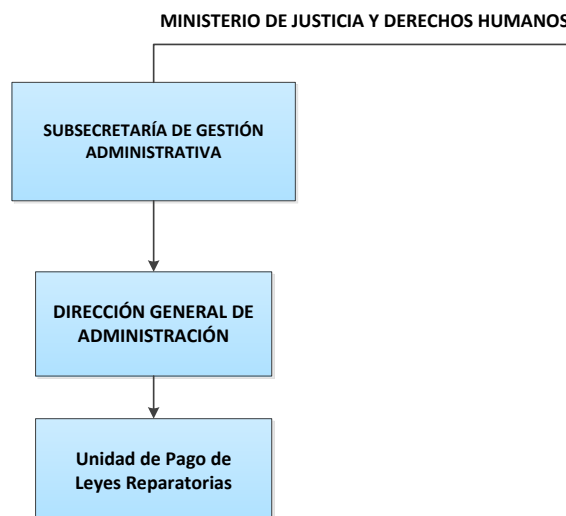 MINISTERIO DE JUSTICIA Y DERECHOS HUMANOS
SUBSECRETARÍA DE GESTIÓN
ADMINISTRATIVA
DIRECCIÓN GENERAL DE
ADMINISTRACIÓN
Unidad de Pago de
Leyes Reparatorias